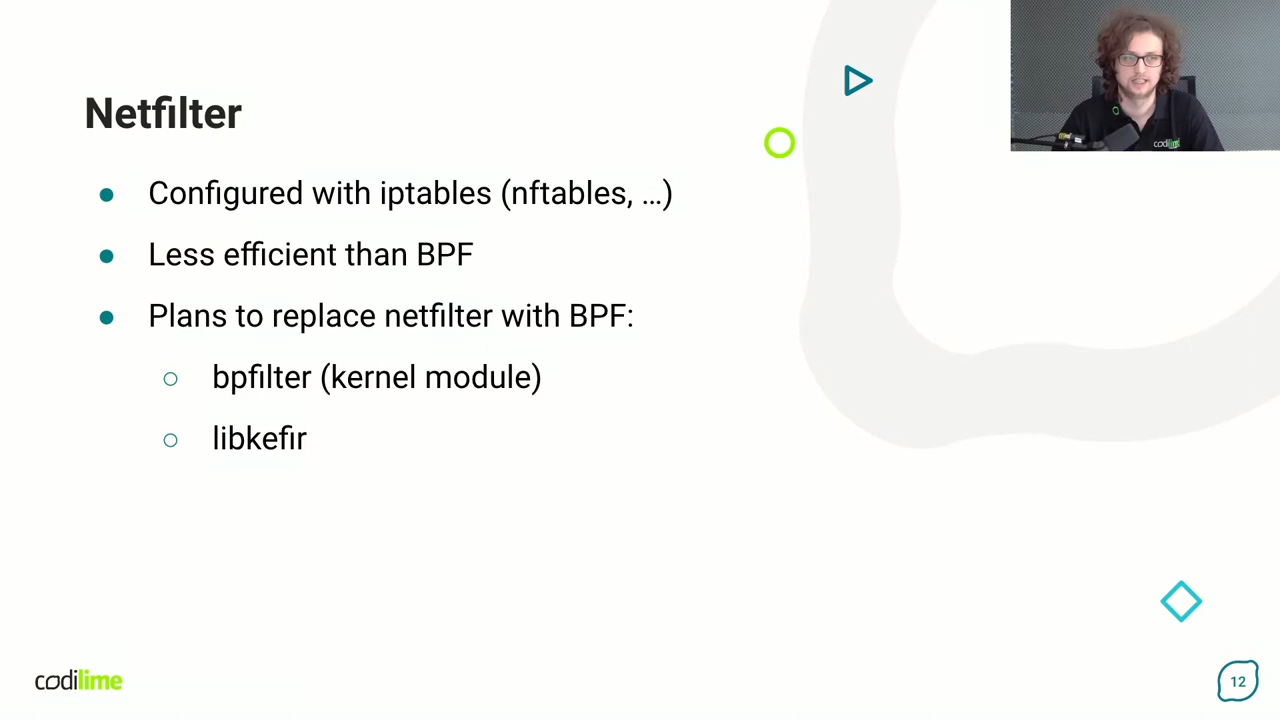 Netfilter
● Configured with iptables (nftables, ...)
● Less efficient than BPF
● Plans to replace netfilter with BPF:
○ bpfilter (kernel module)
○ libkefir
codilime
codilime
12